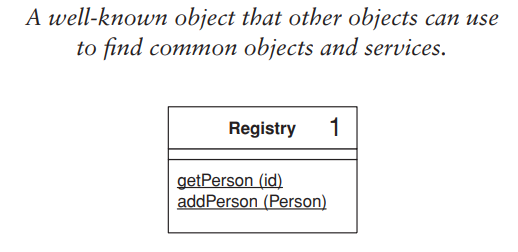 A well-known object that other objects can use
to find common objects and services.
Registry 1
getPerson (id)
addPerson (Person)